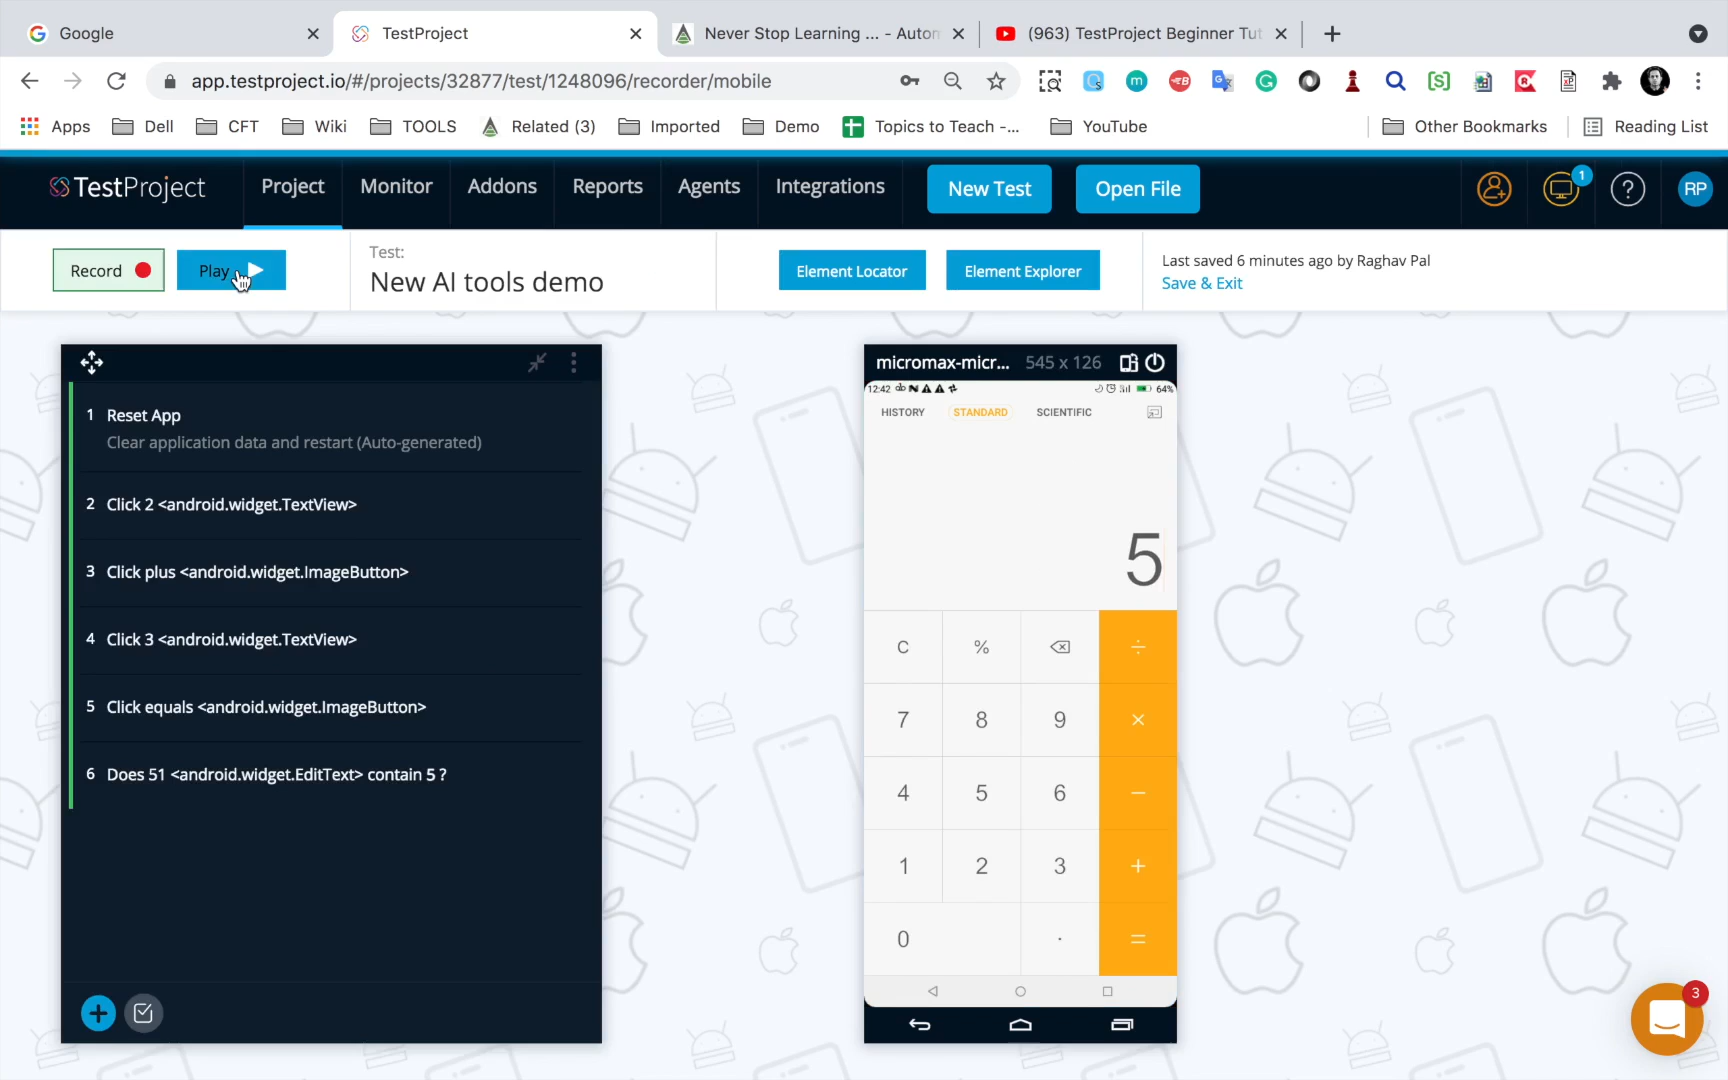 Google
TestProject
Never Stop Learning ... - Auton
(963) TestProject Beginner Tut
app.testproject.io/#/projects/32877/test/1248096/recorder/mobile
Apps Dell CFT Wiki TOOLS Related (3) Imported Demo Topics to Teach -... YouTube Other Bookmarks Reading List
TestProject Project Monitor Addons Reports Agents Integrations New Test Open File 1 ? RP
Record Play
Test:
New AI tools demo
Element Locator Element Explorer
Last saved 6 minutes ago by Raghav Pal
Save & Exit
1 Reset App
Clear application data and restart (Auto-generated)
2 Click 2 <android.widget.TextView>
3 Click plus <android.widget.ImageButton>
4 Click 3 <android.widget.TextView>
5 Click equals <android.widget.ImageButton>
6 Does 51 <android.widget.EditText> contain 5 ?
micromax-micr... 545 x 126
12:42 64%
HISTORY STANDARD SCIENTIFIC
5
C % ÷
7 8 9 ×
4 5 6 −
1 2 3 +
0 . =
3